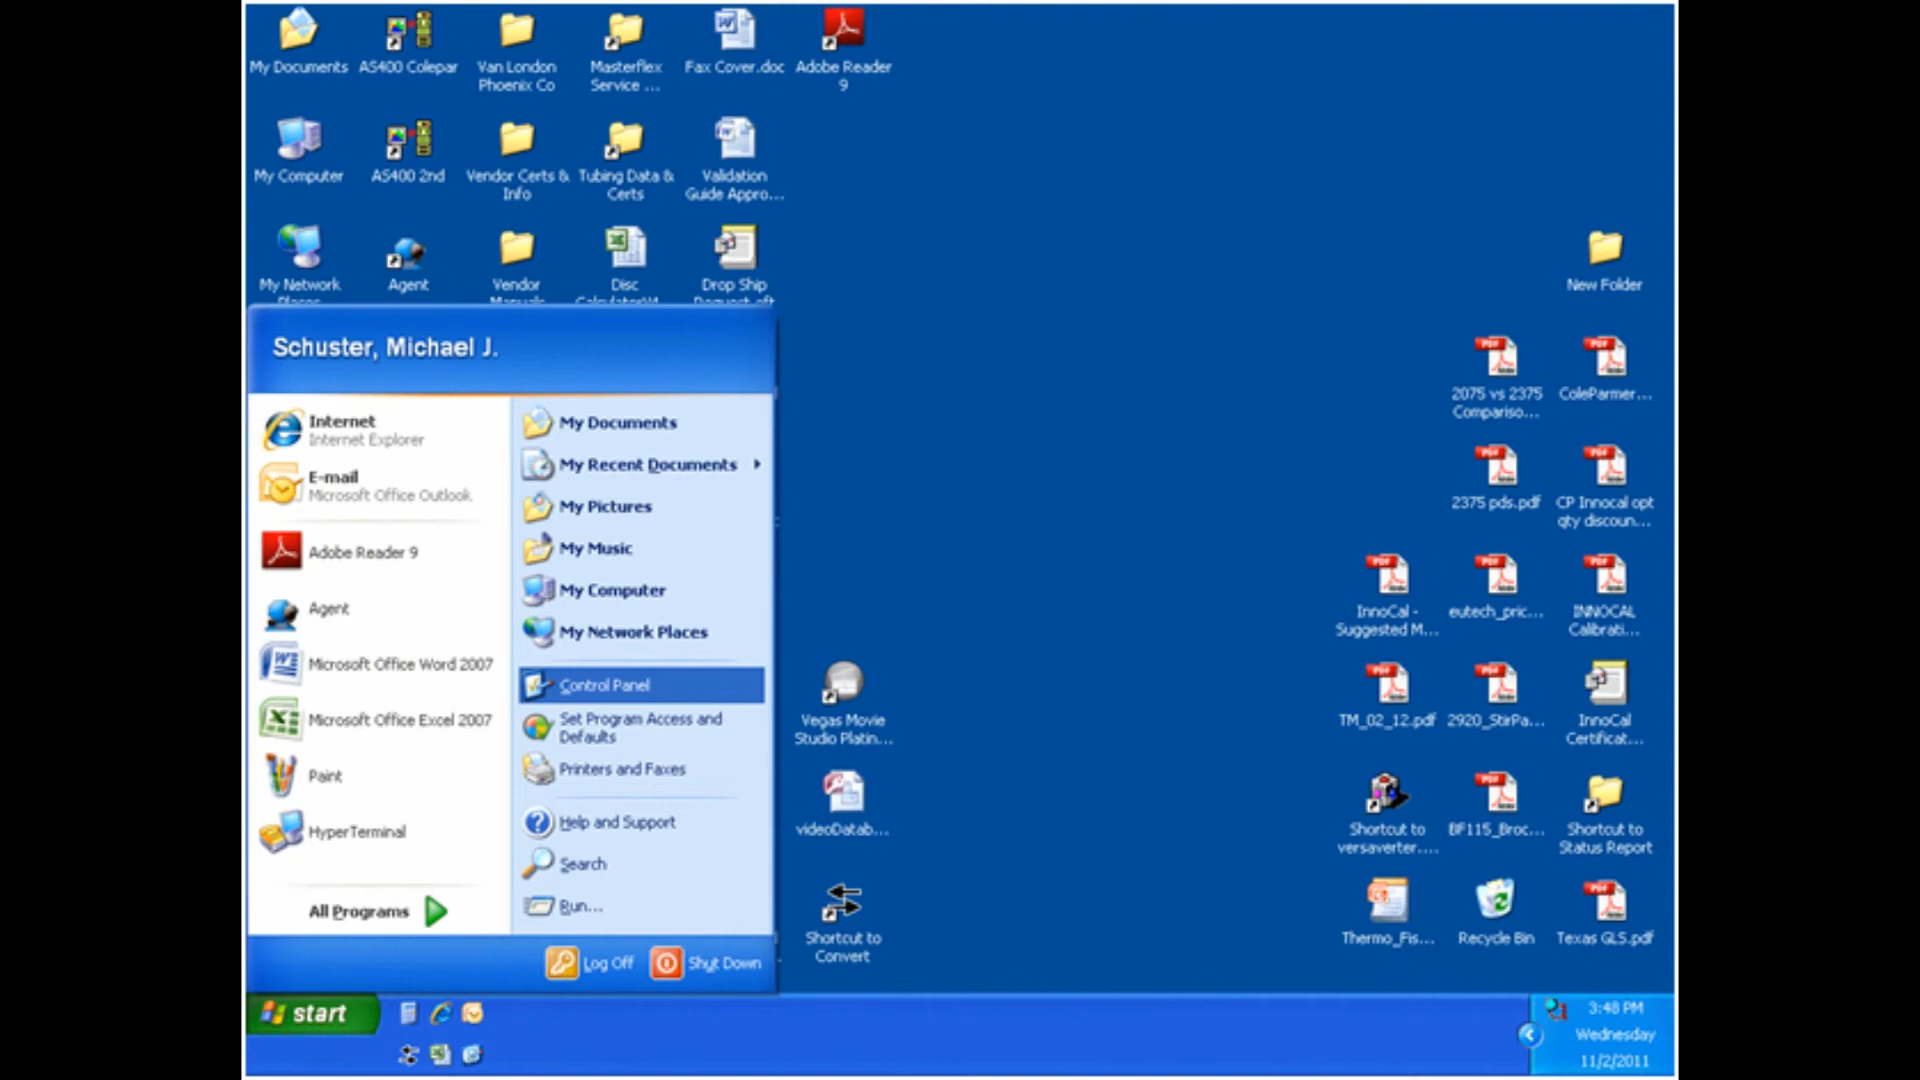 My Documents
AS400 Colepar
Van London
Phoenix Co
Masterflex
Service ...
Fax Cover.doc
Adobe Reader
9
My Computer
AS400 2nd
Vendor Certs &
Info
Tubing Data &
Certs
Validation
Guide Appro...
My Network
Places
Agent
Vendor
Manuals
Disc
Drop Ship
Request.oft
New Folder
Schuster, Michael J.
Internet
Internet Explorer
E-mail
Microsoft Office Outlook
Adobe Reader 9
Agent
Microsoft Office Word 2007
Microsoft Office Excel 2007
Paint
HyperTerminal
All Programs
My Documents
My Recent Documents
My Pictures
My Music
My Computer
My Network Places
Control Panel
Set Program Access and
Defaults
Printers and Faxes
Help and Support
Search
Run...
Log Off
Shut Down
Vegas Movie
Studio Platin...
videoDatab...
Shortcut to
Convert
2075 vs 2375
Compariso...
ColeParmer...
2375 pds.pdf
CP Innocal opt
qty discoun...
InnoCal -
Suggested M...
eutech_pric...
INNOCAL
Calibrati...
TM_02_12.pdf
2920_StirPa...
InnoCal
Certificat...
Shortcut to
versaverter....
BF115_Broc...
Shortcut to
Status Report
Thermo_Fis...
Recycle Bin
Texas GLS.pdf
start
3:48 PM
Wednesday
11/2/2011